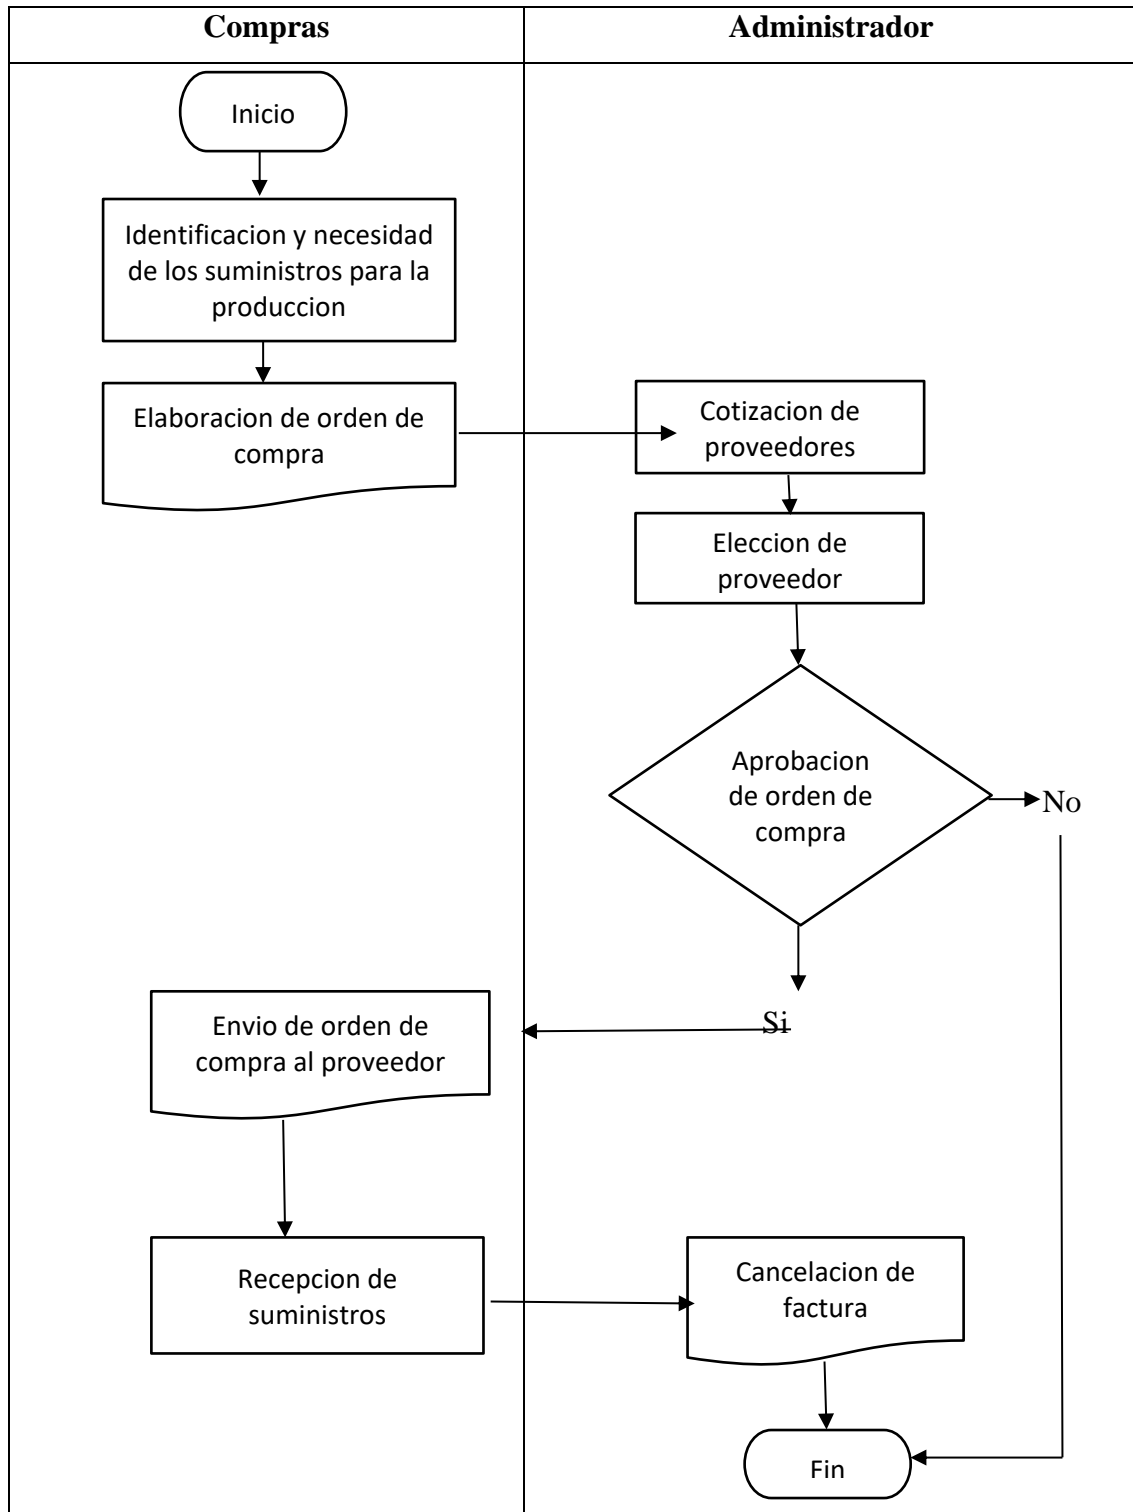 Compras
Administrador
Inicio
Identificacion y necesidad
de los suministros para la
produccion
Elaboracion de orden de
compra
Cotizacion de
proveedores
Eleccion de
proveedor
Aprobacion
de orden de
compra
No
Si
Envio de orden de
compra al proveedor
Recepcion de
suministros
Cancelacion de
factura
Fin